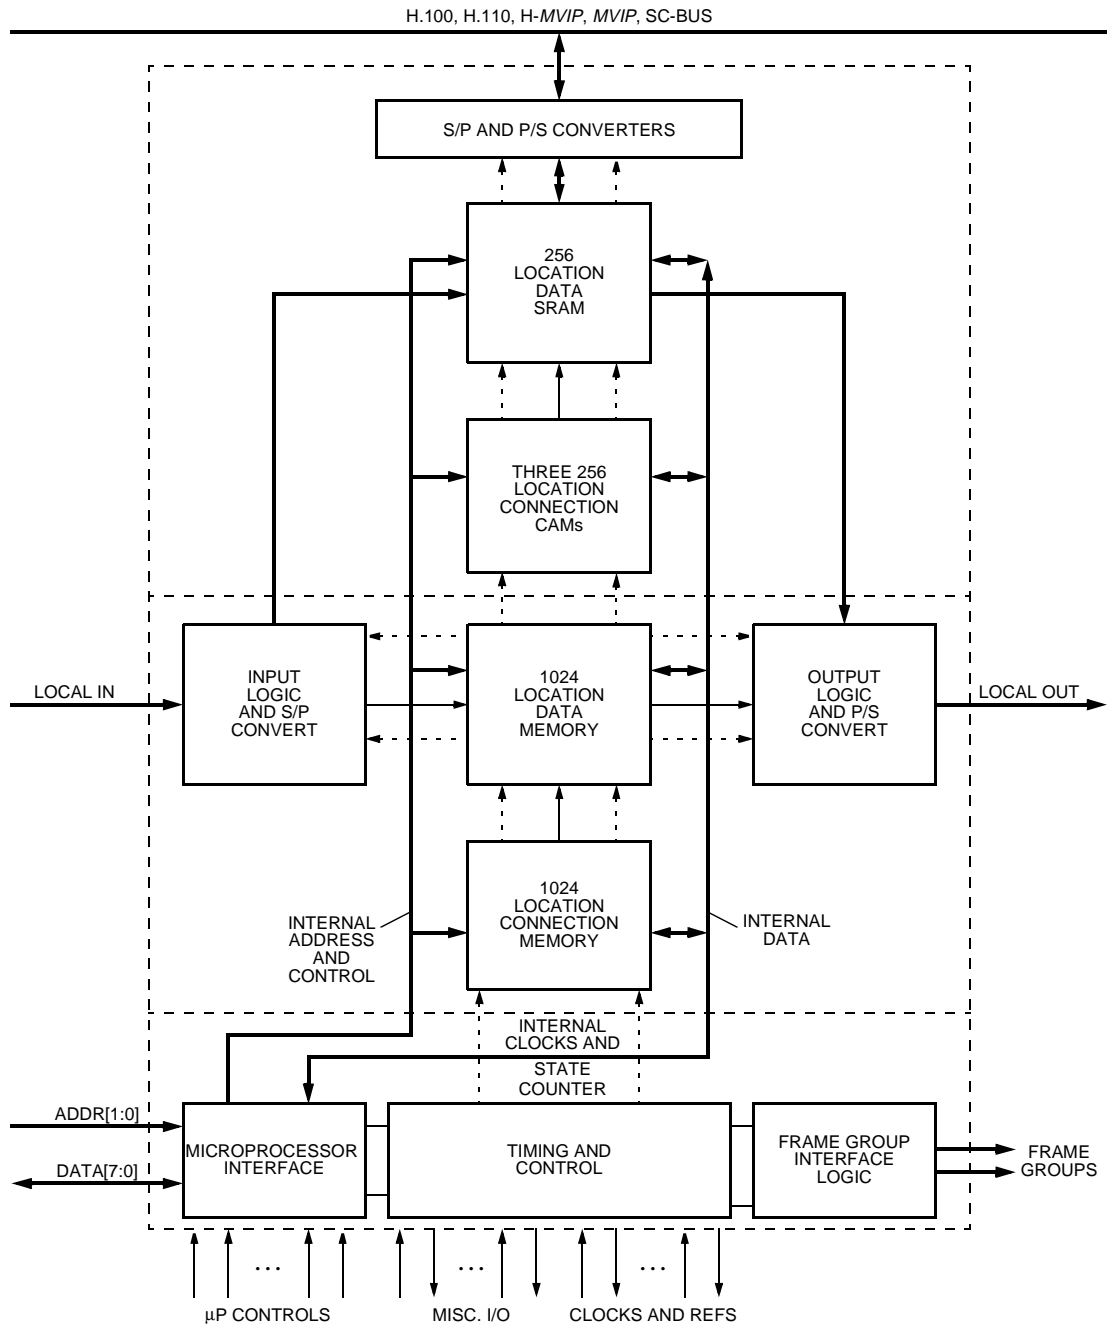 H.100, H.110, H-MVIP, MVIP, SC-BUS
S/P AND P/S CONVERTERS
256
LOCATION
DATA
SRAM
THREE 256
LOCATION
CONNECTION
CAMs
LOCAL IN
INPUT
LOGIC
AND S/P
CONVERT
1024
LOCATION
DATA
MEMORY
OUTPUT
LOGIC
AND P/S
CONVERT
LOCAL OUT
1024
LOCATION
CONNECTION
MEMORY
INTERNAL
ADDRESS
AND
CONTROL
INTERNAL
DATA
INTERNAL
CLOCKS AND
STATE
COUNTER
ADDR[1:0]
DATA[7:0]
MICROPROCESSOR
INTERFACE
TIMING AND
CONTROL
FRAME GROUP
INTERFACE
LOGIC
FRAME
GROUPS
...
...
...
μP CONTROLS
MISC. I/O
CLOCKS AND REFS